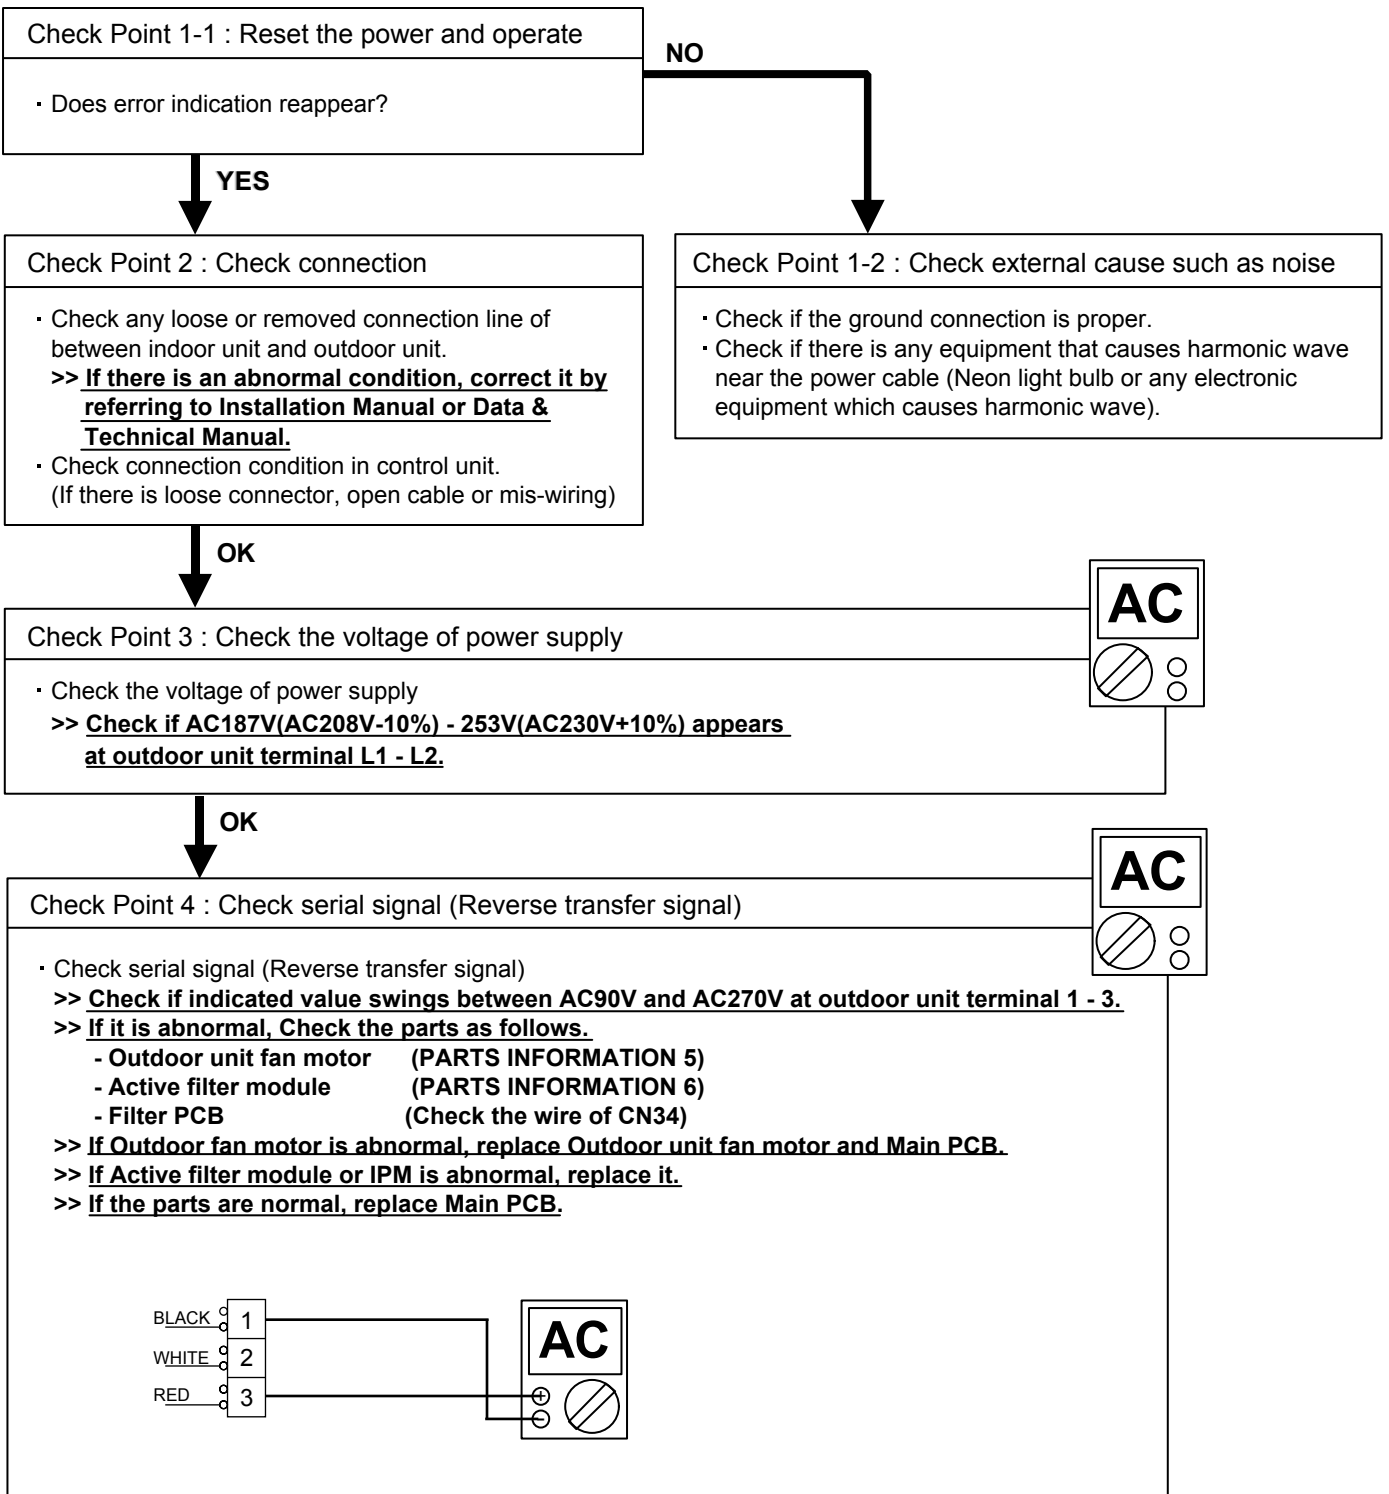 Check Point 1-1 : Reset the power and operate
· Does error indication reappear?
NO
YES
Check Point 2 : Check connection
· Check any loose or removed connection line of
between indoor unit and outdoor unit.
>> If there is an abnormal condition, correct it by
referring to Installation Manual or Data &
Technical Manual.
· Check connection condition in control unit.
(If there is loose connector, open cable or mis-wiring)
Check Point 1-2 : Check external cause such as noise
· Check if the ground connection is proper.
· Check if there is any equipment that causes harmonic wave
near the power cable (Neon light bulb or any electronic
equipment which causes harmonic wave).
OK
AC
Check Point 3 : Check the voltage of power supply
· Check the voltage of power supply
>> Check if AC187V(AC208V-10%) - 253V(AC230V+10%) appears
at outdoor unit terminal L1 - L2.
OK
AC
Check Point 4 : Check serial signal (Reverse transfer signal)
· Check serial signal (Reverse transfer signal)
>> Check if indicated value swings between AC90V and AC270V at outdoor unit terminal 1 - 3.
>> If it is abnormal, Check the parts as follows.
- Outdoor unit fan motor (PARTS INFORMATION 5)
- Active filter module (PARTS INFORMATION 6)
- Filter PCB (Check the wire of CN34)
>> If Outdoor fan motor is abnormal, replace Outdoor unit fan motor and Main PCB.
>> If Active filter module or IPM is abnormal, replace it.
>> If the parts are normal, replace Main PCB.
BLACK 1
WHITE 2
RED 3
AC
+
-